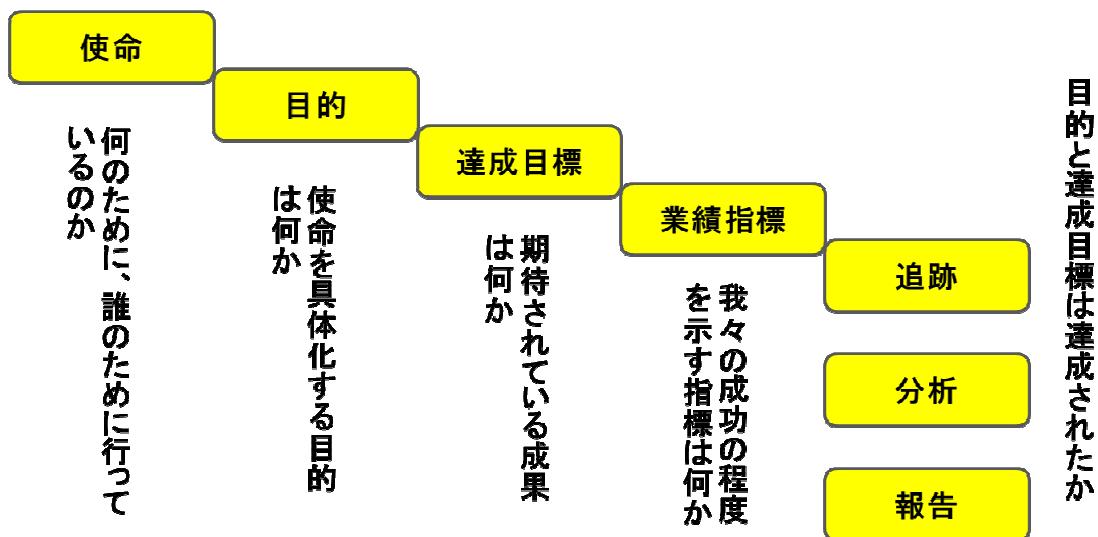 使命
何のために、誰のために行って
いるのか
目的
使命を具体化する目的
は何か
達成目標
期待されている成果
は何か
業績指標
我々の成功の程度
を示す指標は何か
追跡
分析
報告
目的と達成目標は達成されたか